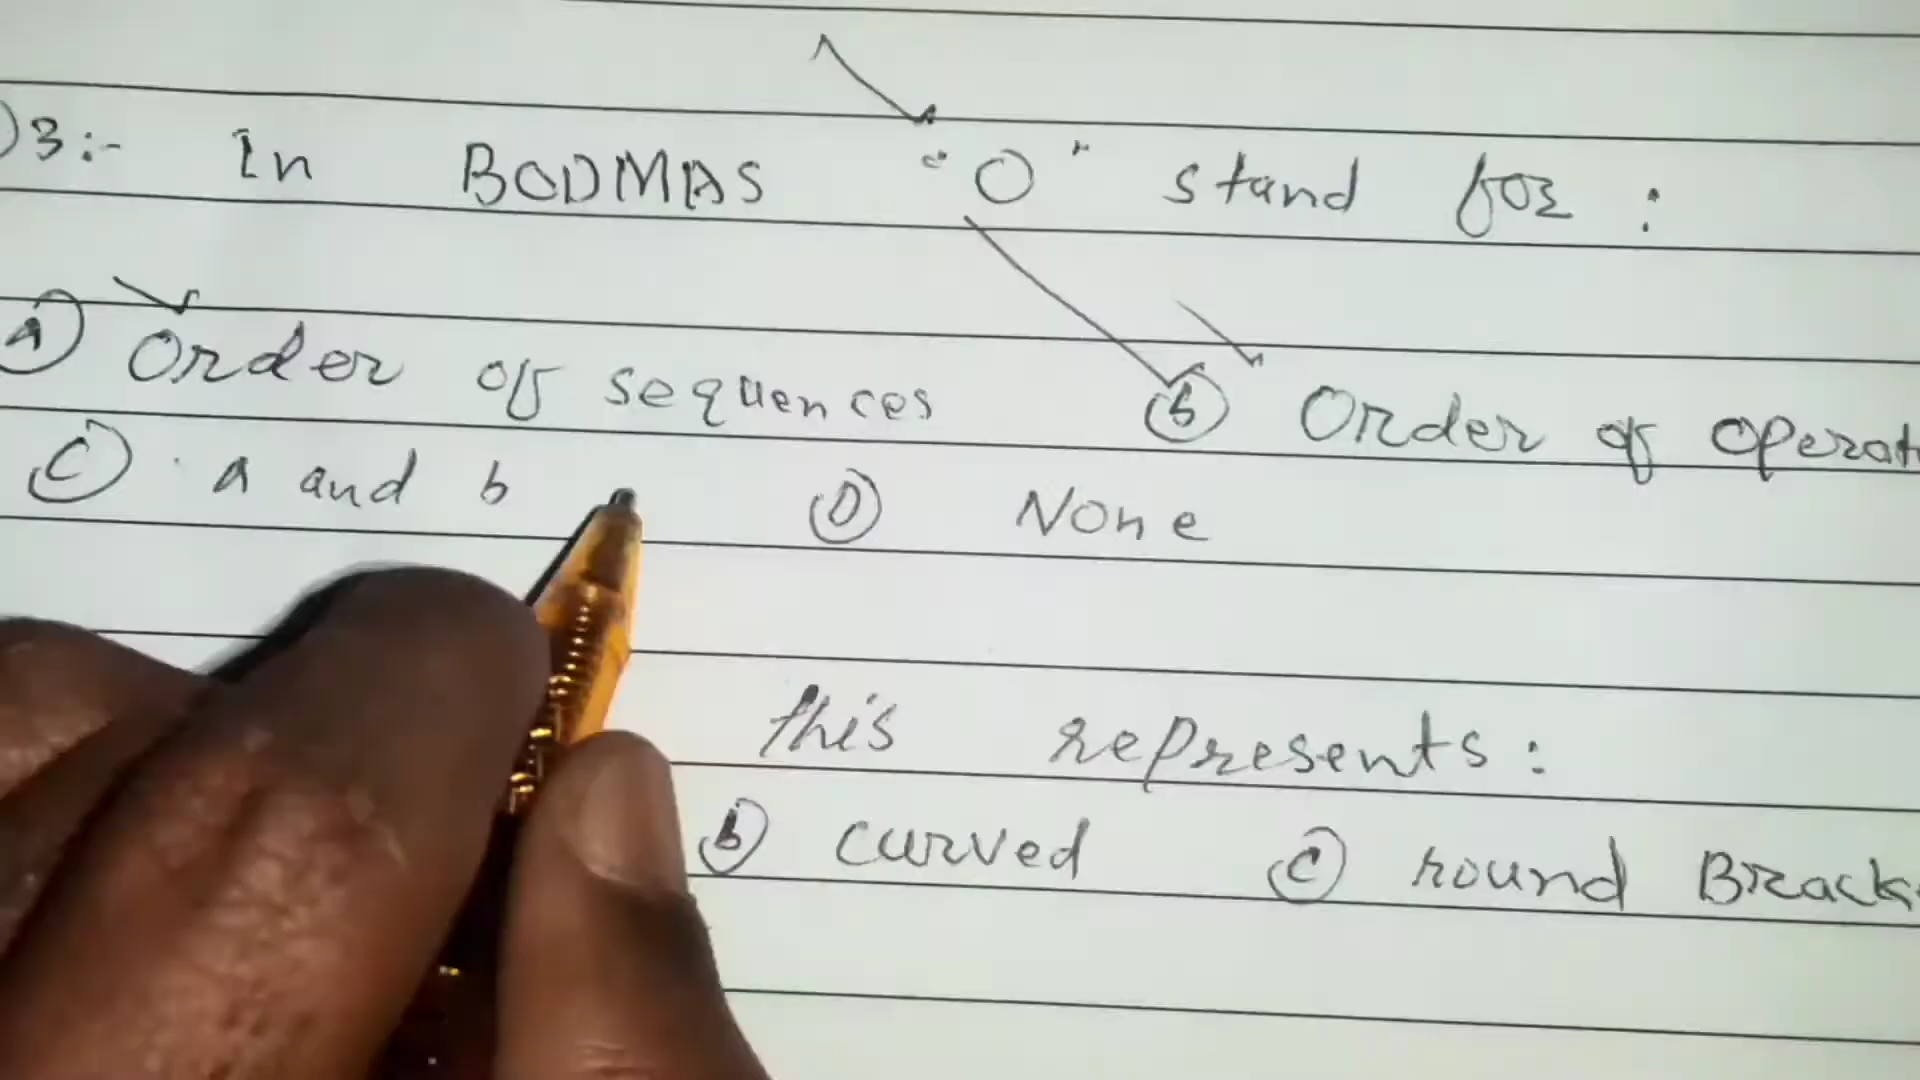 3:- In BODMAS "O" stand for :
(A) Order of sequences (b) Order of operat
(C) a and b (D) None
this represents :
(b) curved (C) round Brack